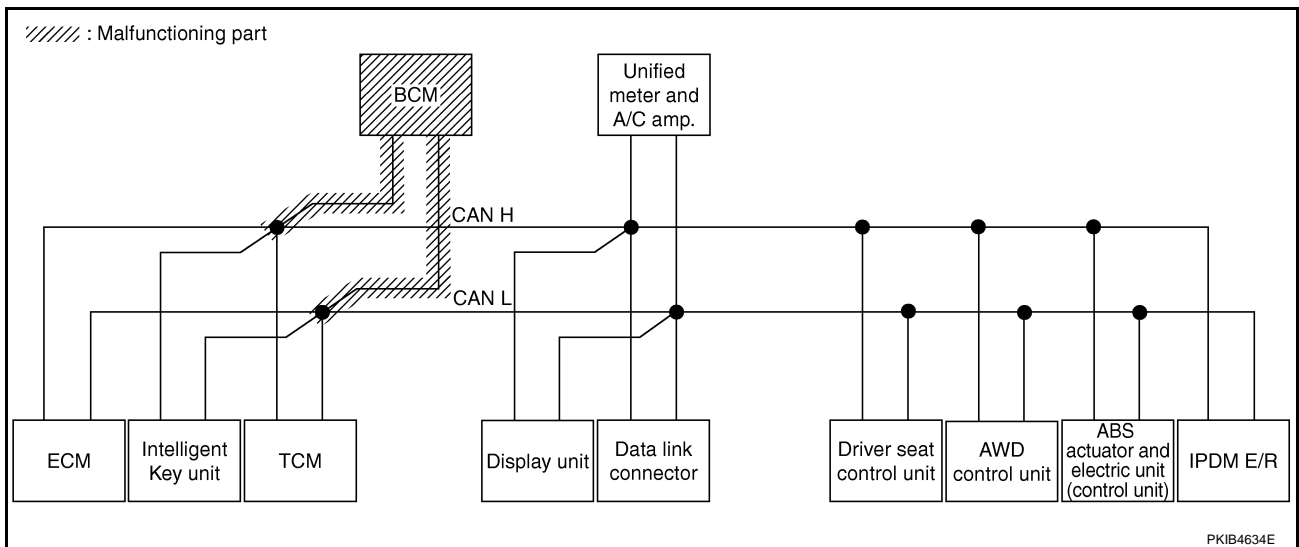 : Malfunctioning part
BCM
Unified
meter and
A/C amp.
CAN H
CAN L
ECM
Intelligent
Key unit
TCM
Display unit
Data link
connector
Driver seat
control unit
AWD
control unit
ABS
actuator and
electric unit
(control unit)
IPDM E/R
PKIB4634E